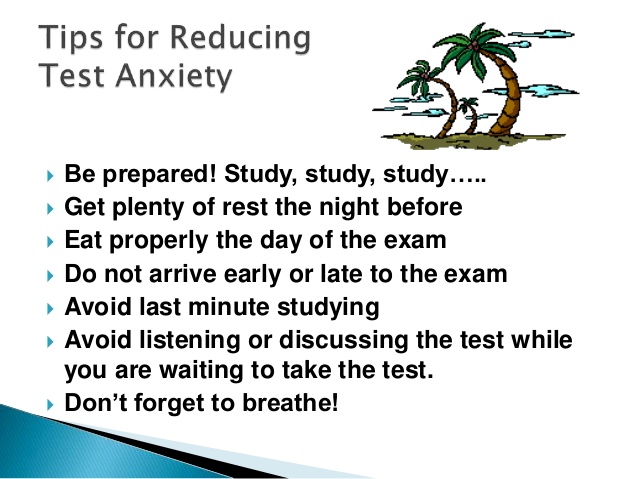 Tips for Reducing
Test Anxiety
Be prepared! Study, study, study…..
Get plenty of rest the night before
Eat properly the day of the exam
Do not arrive early or late to the exam
Avoid last minute studying
Avoid listening or discussing the test while
you are waiting to take the test.
Don’t forget to breathe!